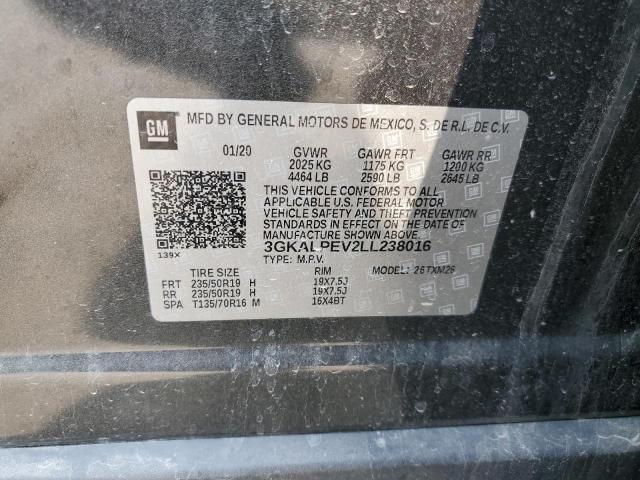 GM MFD BY GENERAL MOTORS DE MEXICO, S. DE R.L. DE C.V.
01/20 GVWR GAWR FRT GAWR RR
2025 KG 1175 KG 1200 KG
4464 LB 2590 LB 2645 LB
THIS VEHICLE CONFORMS TO ALL
APPLICABLE U.S. FEDERAL MOTOR
VEHICLE SAFETY AND THEFT PREVENTION
STANDARDS IN EFFECT ON THE DATE OF
MANUFACTURE SHOWN ABOVE.
3GKALPEV2LL238016
139X TYPE: M.P.V.
TIRE SIZE RIM MODEL: 26TXM26
FRT 235/50R19 H 19X7.5J
RR 235/50R19 H 19X7.5J
SPA T135/70R16 M 16X4BT